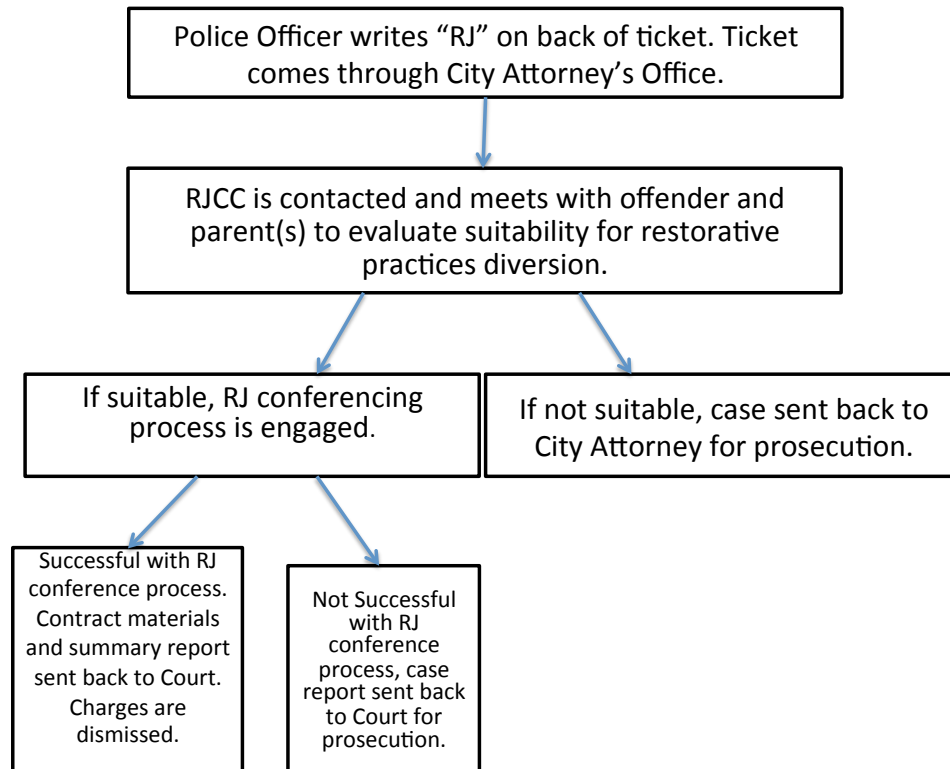 Police Officer writes “RJ” on back of ticket. Ticket
comes through City Attorney’s Office.
RJCC is contacted and meets with offender and
parent(s) to evaluate suitability for restorative
practices diversion.
If suitable, RJ conferencing
process is engaged.
If not suitable, case sent back to
City Attorney for prosecution.
Successful with RJ
conference process.
Contract materials
and summary report
sent back to Court.
Charges are
dismissed.
Not Successful
with RJ
conference
process, case
report sent back
to Court for
prosecution.